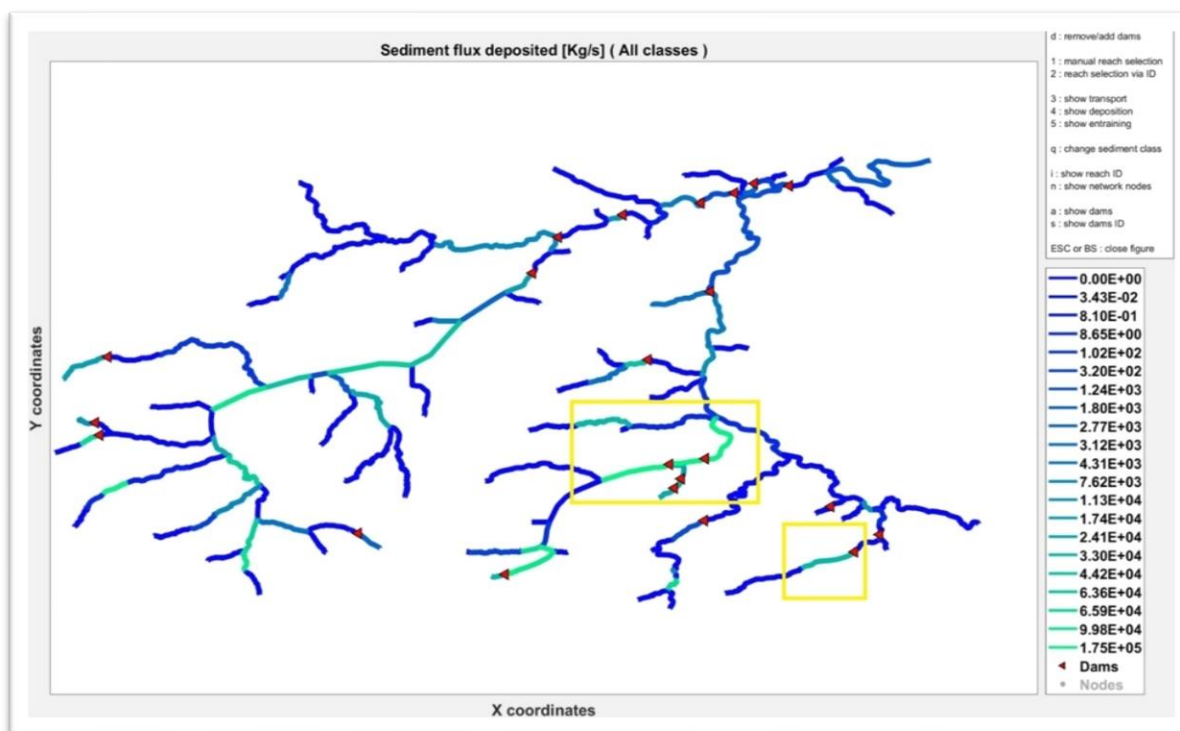 Sediment flux deposited [Kg/s] ( All classes )
d : remove/add dams
1 : manual reach selection
2 : reach selection via ID
3 : show transport
4 : show deposition
5 : show entraining
q : change sediment class
i : show reach ID
n : show network nodes
a : show dams
s : show dams ID
ESC or BS : close figure
Y coordinates
0.00E+00
3.43E-02
8.10E-01
8.65E+00
1.02E+02
3.20E+02
1.24E+03
1.80E+03
2.77E+03
3.12E+03
4.31E+03
7.62E+03
1.13E+04
1.74E+04
2.41E+04
3.30E+04
4.42E+04
6.36E+04
6.59E+04
9.98E+04
1.75E+05
Dams
Nodes
X coordinates